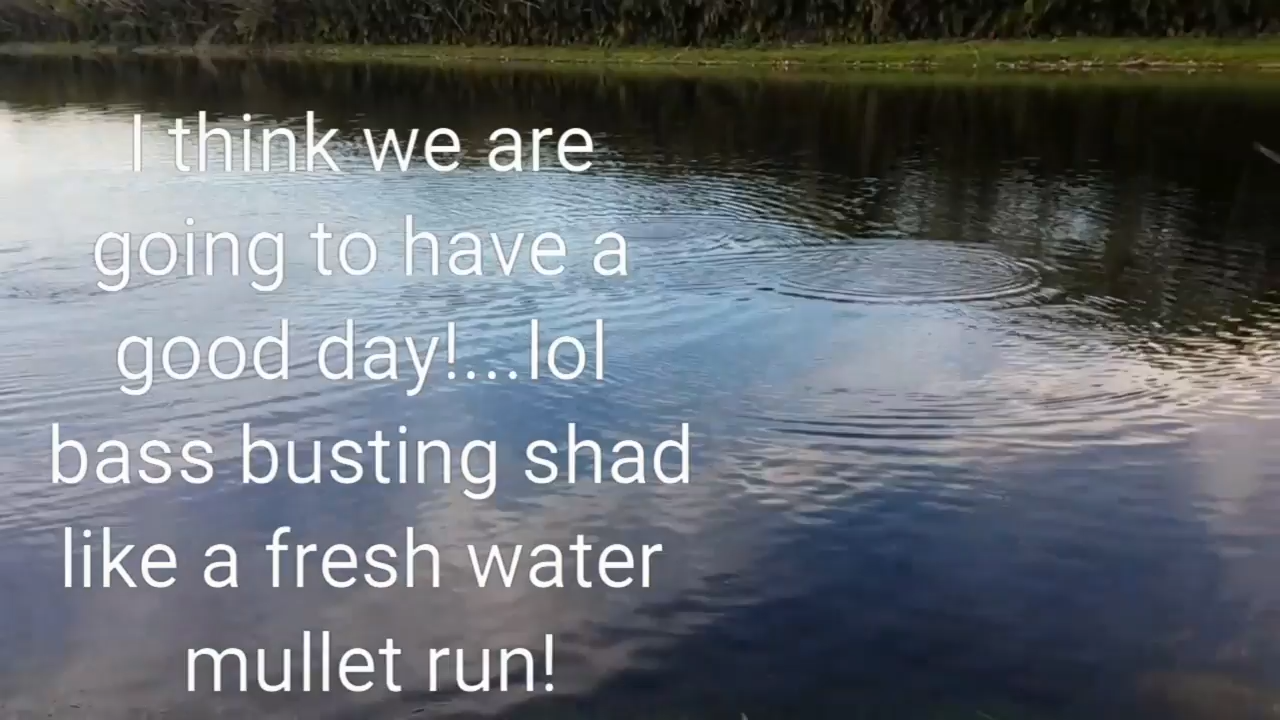 I think we are
going to have a
good day!...lol
bass busting shad
like a fresh water
mullet run!